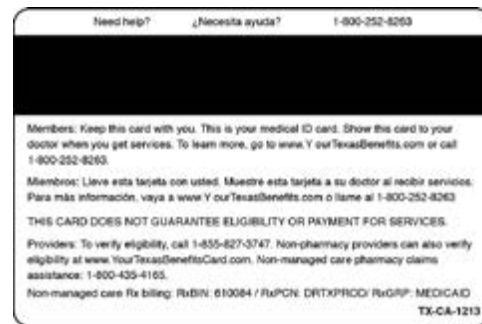 Need help? ¿Necesita ayuda? 1-800-252-8263
Members: Keep this card with you. This is your medical ID card. Show this card to your
doctor when you get services. To learn more, go to www.Y ourTexasBenefits.com or call
1-800-252-8263.
Miembros: Lleve esta tarjeta con usted. Muestre esta tarjeta a su doctor al recibir servicios.
Para más información, vaya a www.Y ourTexasBenefits.com o llame al 1-800-252-8263
THIS CARD DOES NOT GUARANTEE ELIGIBILITY OR PAYMENT FOR SERVICES.
Providers: To verify eligibility, call 1-855-827-3747. Non-pharmacy providers can also verify
eligibility at www.YourTexasBenefitsCard.com. Non-managed care pharmacy claims
assistance: 1-800-435-4165.
Non-managed care Rx billing: RxBIN: 610084 / RxPCN: DRTXPROD/ RxGRP: MEDICAID
TX-CA-1213